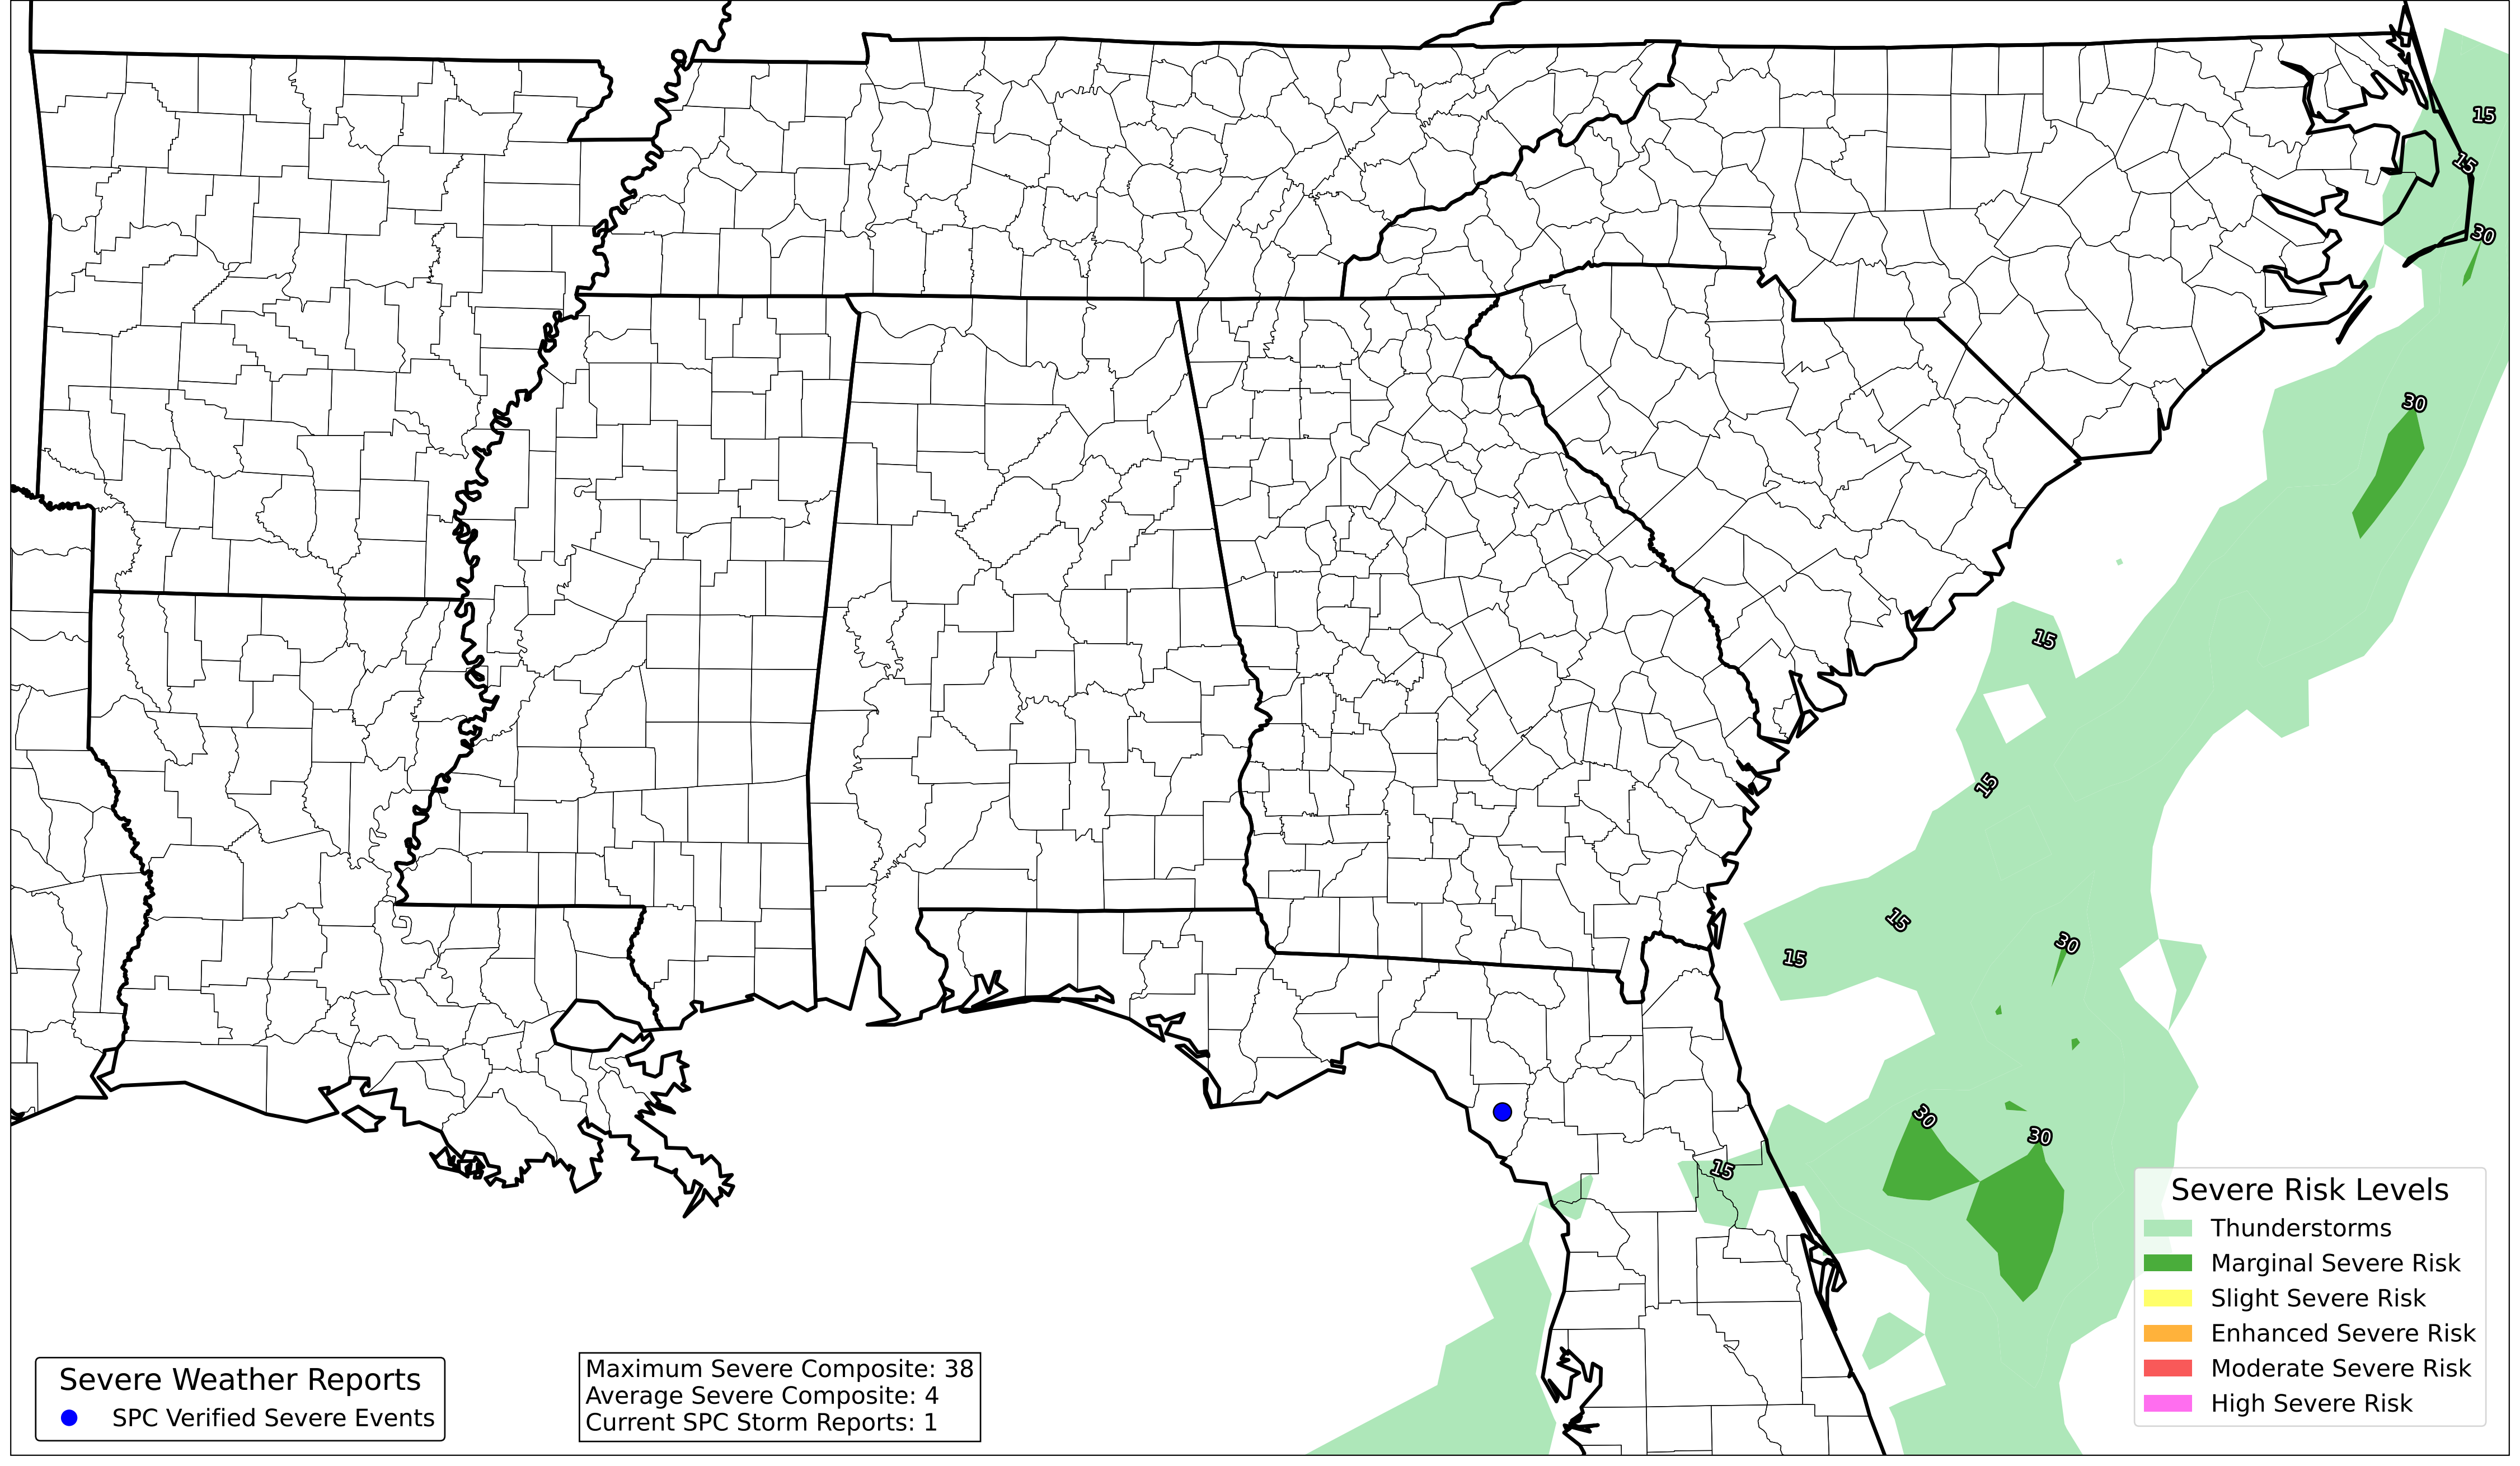 15
15
30
30
15
15
15
30
15
30
30
15
Severe Risk Levels
Thunderstorms
Marginal Severe Risk
Slight Severe Risk
Enhanced Severe Risk
Moderate Severe Risk
High Severe Risk
Severe Weather Reports
SPC Verified Severe Events
Maximum Severe Composite: 38
Average Severe Composite: 4
Current SPC Storm Reports: 1